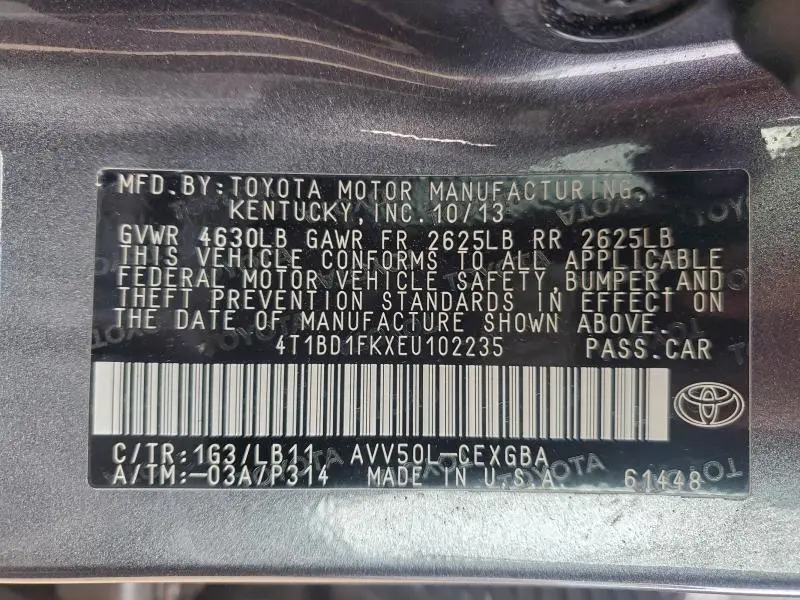 MFD.BY:TOYOTA MOTOR MANUFACTURING,
KENTUCKY,INC.10/13
GVWR 4630LB GAWR FR 2625LB RR 2625LB
THIS VEHICLE CONFORMS TO ALL APPLICABLE
FEDERAL MOTOR VEHICLE SAFETY,BUMPER,AND
THEFT PREVENTION STANDARDS IN EFFECT ON
THE DATE OF MANUFACTURE SHOWN ABOVE.
4T1BD1FKXEU102235 PASS.CAR
C/TR:1G3/LB11 AVV50L-CEXGBA
A/TM:-03A/P314 MADE IN U.S.A 61448